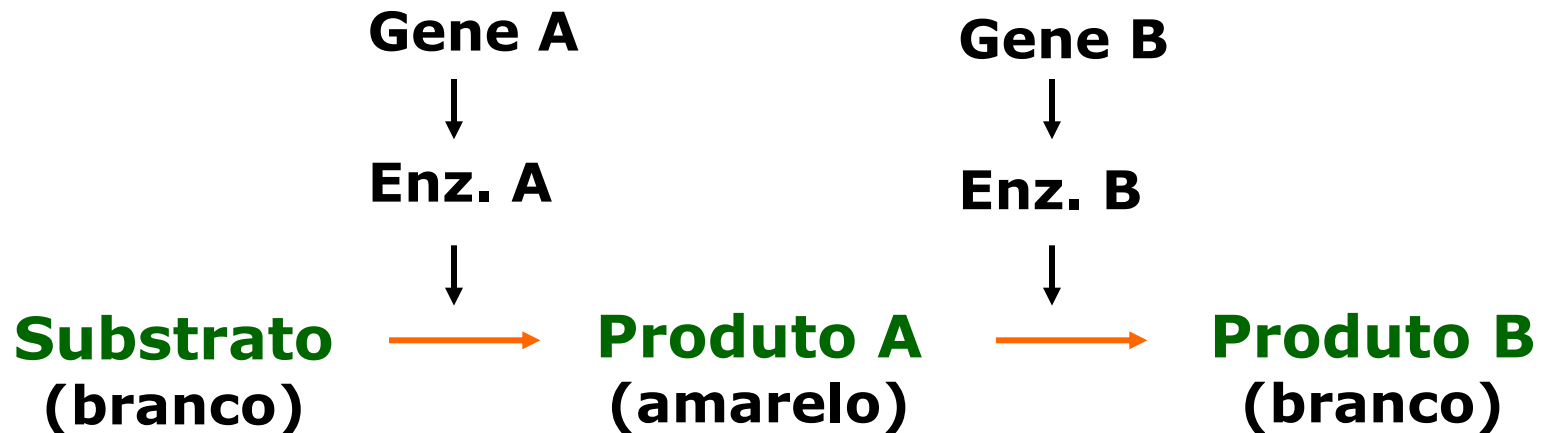 Gene A
Gene B
Enz. A
Enz. B
Substrato
Produto A
Produto B
(branco)
(amarelo)
(branco)